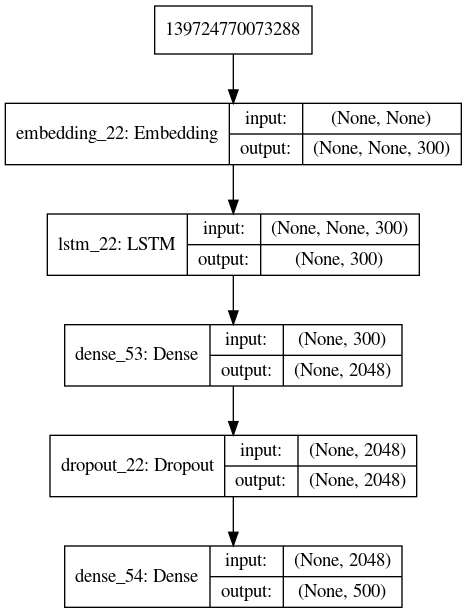 139724770073288
embedding_22: Embedding
input: (None, None)
output: (None, None, 300)
lstm_22: LSTM
input: (None, None, 300)
output: (None, 300)
dense_53: Dense
input: (None, 300)
output: (None, 2048)
dropout_22: Dropout
input: (None, 2048)
output: (None, 2048)
dense_54: Dense
input: (None, 2048)
output: (None, 500)